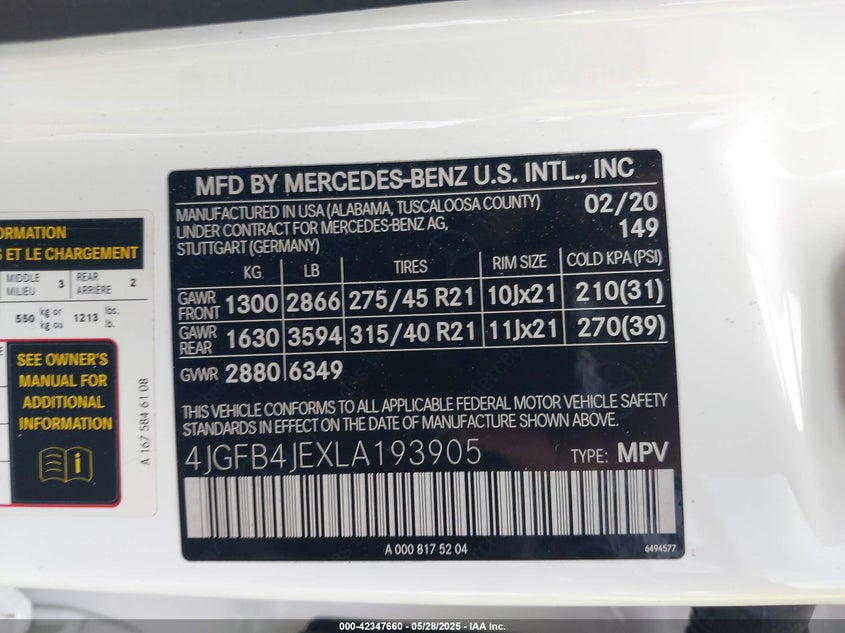 ORMATION
S ET LE CHARGEMENT
MIDDLE MILIEU 3 REAR ARRIÈRE 2
550 kg or kg ou 1213 lbs. lb.
SEE OWNER'S
MANUAL FOR
ADDITIONAL
INFORMATION
A 167 584 61 08
MFD BY MERCEDES-BENZ U.S. INTL., INC
MANUFACTURED IN USA (ALABAMA, TUSCALOOSA COUNTY) 02/20
UNDER CONTRACT FOR MERCEDES-BENZ AG, 149
STUTTGART (GERMANY)
KG LB TIRES RIM SIZE COLD KPA (PSI)
GAWR FRONT 1300 2866 275/45 R21 10Jx21 210(31)
GAWR REAR 1630 3594 315/40 R21 11Jx21 270(39)
GVWR 2880 6349
THIS VEHICLE CONFORMS TO ALL APPLICABLE FEDERAL MOTOR VEHICLE SAFETY
STANDARDS IN EFFECT ON THE DATE OF MANUFACTURE SHOWN ABOVE.
4JGFB4JEXLA193905 TYPE: MPV
A 000 817 52 04 6494577
000-42347660 - 05/28/2025 - IAA Inc.